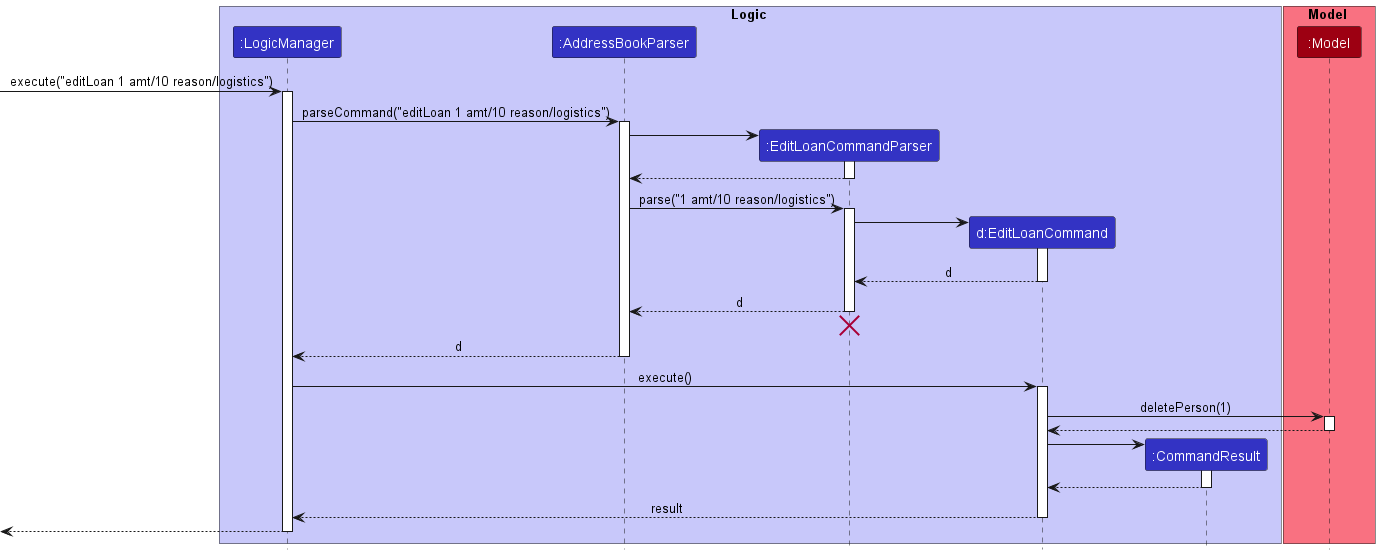 Logic
Model
:LogicManager
:AddressBookParser
:Model
execute("editLoan 1 amt/10 reason/logistics")
parseCommand("editLoan 1 amt/10 reason/logistics")
:EditLoanCommandParser
parse("1 amt/10 reason/logistics")
d:EditLoanCommand
d
d
d
execute()
deletePerson(1)
:CommandResult
result